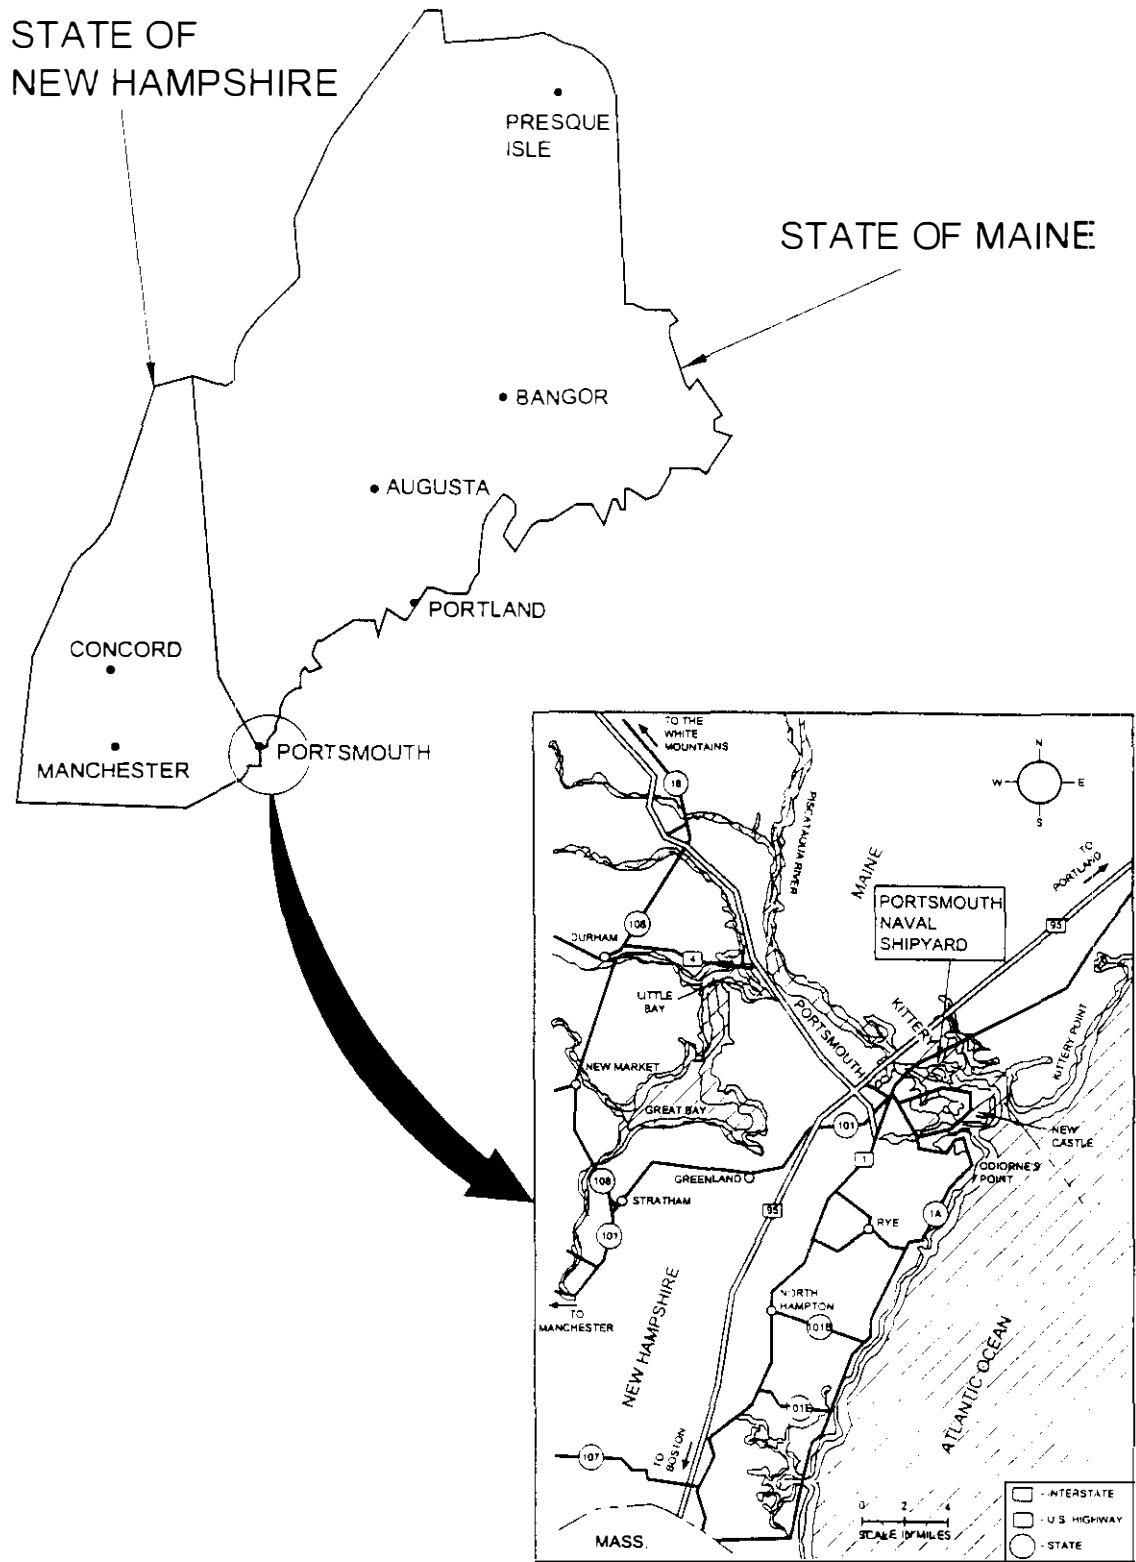 STATE OF
NEW HAMPSHIRE
PRESQUE
ISLE
STATE OF MAINE
BANGOR
AUGUSTA
PORTLAND
CONCORD
MANCHESTER
PORTSMOUTH
TO THE
WHITE
MOUNTAINS
16
N
W
E
S
PISCATAQUA RIVER
MAINE
TO
PORTLAND
95
PORTSMOUTH
NAVAL
SHIPYARD
108
DURHAM
4
LITTLE
BAY
PORTSMOUTH
KITTERY
KITTERY POINT
NEW MARKET
GREAT BAY
101
1
NEW
CASTLE
ODIORNE'S
POINT
GREENLAND
108
STRATHAM
95
RYE
1A
101
TO
MANCHESTER
NORTH
HAMPTON
101B
NEW HAMPSHIRE
ATLANTIC OCEAN
101E
TO
BOSTON
107
MASS.
0 2 4
SCALE IN MILES
- INTERSTATE
- U.S. HIGHWAY
- STATE